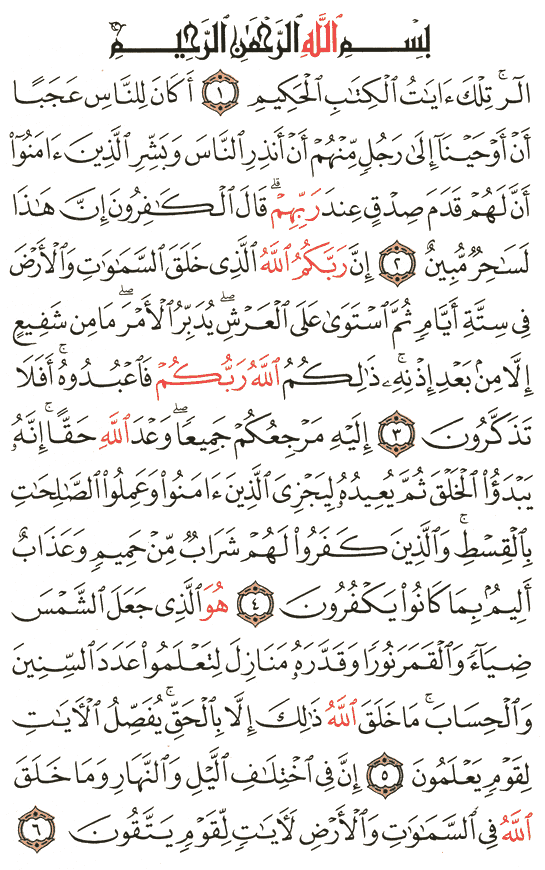 بِسْمِ ٱللَّهِ ٱلرَّحْمَٰنِ ٱلرَّحِيمِ
الٓرۚ تِلْكَ ءَايَٰتُ ٱلْكِتَٰبِ ٱلْحَكِيمِ ١ أَكَانَ لِلنَّاسِ عَجَبًا
أَنْ أَوْحَيْنَآ إِلَىٰ رَجُلٍ مِّنْهُمْ أَنْ أَنذِرِ ٱلنَّاسَ وَبَشِّرِ ٱلَّذِينَ ءَامَنُوٓا۟
أَنَّ لَهُمْ قَدَمَ صِدْقٍ عِندَ رَبِّهِمْۗ قَالَ ٱلْكَٰفِرُونَ إِنَّ هَٰذَا
لَسَٰحِرٌ مُّبِينٌ ٢ إِنَّ رَبَّكُمُ ٱللَّهُ ٱلَّذِى خَلَقَ ٱلسَّمَٰوَٰتِ وَٱلْأَرْضَ
فِى سِتَّةِ أَيَّامٍ ثُمَّ ٱسْتَوَىٰ عَلَى ٱلْعَرْشِۖ يُدَبِّرُ ٱلْأَمْرَۖ مَا مِن شَفِيعٍ
إِلَّا مِنۢ بَعْدِ إِذْنِهِۦۚ ذَٰلِكُمُ ٱللَّهُ رَبُّكُمْ فَٱعْبُدُوهُۚ أَفَلَا
تَذَكَّرُونَ ٣ إِلَيْهِ مَرْجِعُكُمْ جَمِيعًاۖ وَعْدَ ٱللَّهِ حَقًّاۚ إِنَّهُۥ
يَبْدَؤُا۟ ٱلْخَلْقَ ثُمَّ يُعِيدُهُۥ لِيَجْزِىَ ٱلَّذِينَ ءَامَنُوا۟ وَعَمِلُوا۟ ٱلصَّٰلِحَٰتِ
بِٱلْقِسْطِۚ وَٱلَّذِينَ كَفَرُوا۟ لَهُمْ شَرَابٌ مِّنْ حَمِيمٍ وَعَذَابٌ
أَلِيمٌۢ بِمَا كَانُوا۟ يَكْفُرُونَ ٤ هُوَ ٱلَّذِى جَعَلَ ٱلشَّمْسَ
ضِيَآءً وَٱلْقَمَرَ نُورًا وَقَدَّرَهُۥ مَنَازِلَ لِتَعْلَمُوا۟ عَدَدَ ٱلسِّنِينَ
وَٱلْحِسَابَۚ مَا خَلَقَ ٱللَّهُ ذَٰلِكَ إِلَّا بِٱلْحَقِّۚ يُفَصِّلُ ٱلْءَايَٰتِ
لِقَوْمٍ يَعْلَمُونَ ٥ إِنَّ فِى ٱخْتِلَٰفِ ٱلَّيْلِ وَٱلنَّهَارِ وَمَا خَلَقَ
ٱللَّهُ فِى ٱلسَّمَٰوَٰتِ وَٱلْأَرْضِ لَءَايَٰتٍ لِّقَوْمٍ يَتَّقُونَ ٦